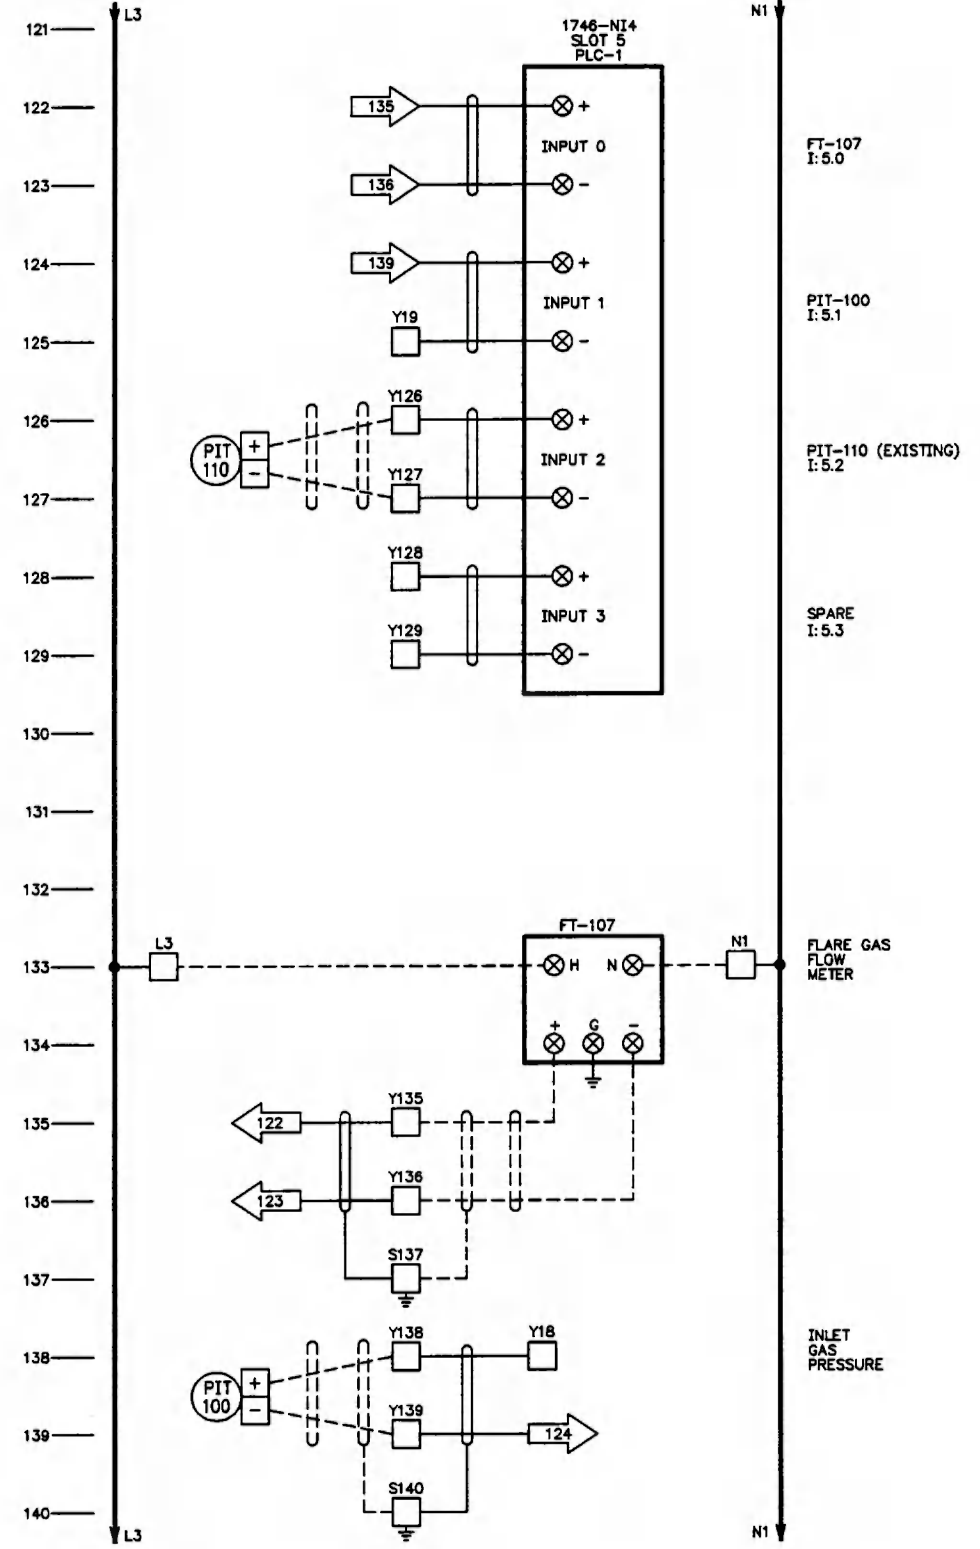 L3
N1
121
1746-NI4
SLOT 5
PLC-1
122
135
+
INPUT 0
FT-107
I:5.0
123
136
-
124
139
+
INPUT 1
PIT-100
I:5.1
Y19
125
-
Y126
126
+
PIT
110
+
-
INPUT 2
PIT-110 (EXISTING)
I:5.2
Y127
127
-
Y128
128
+
INPUT 3
SPARE
I:5.3
Y129
129
-
130
131
132
FT-107
L3
N1
133
H
N
FLARE GAS
FLOW
METER
134
+
G
-
Y135
135
122
Y136
136
123
S137
137
Y138
Y18
138
INLET
GAS
PRESSURE
PIT
100
+
-
Y139
139
124
S140
140
L3
N1